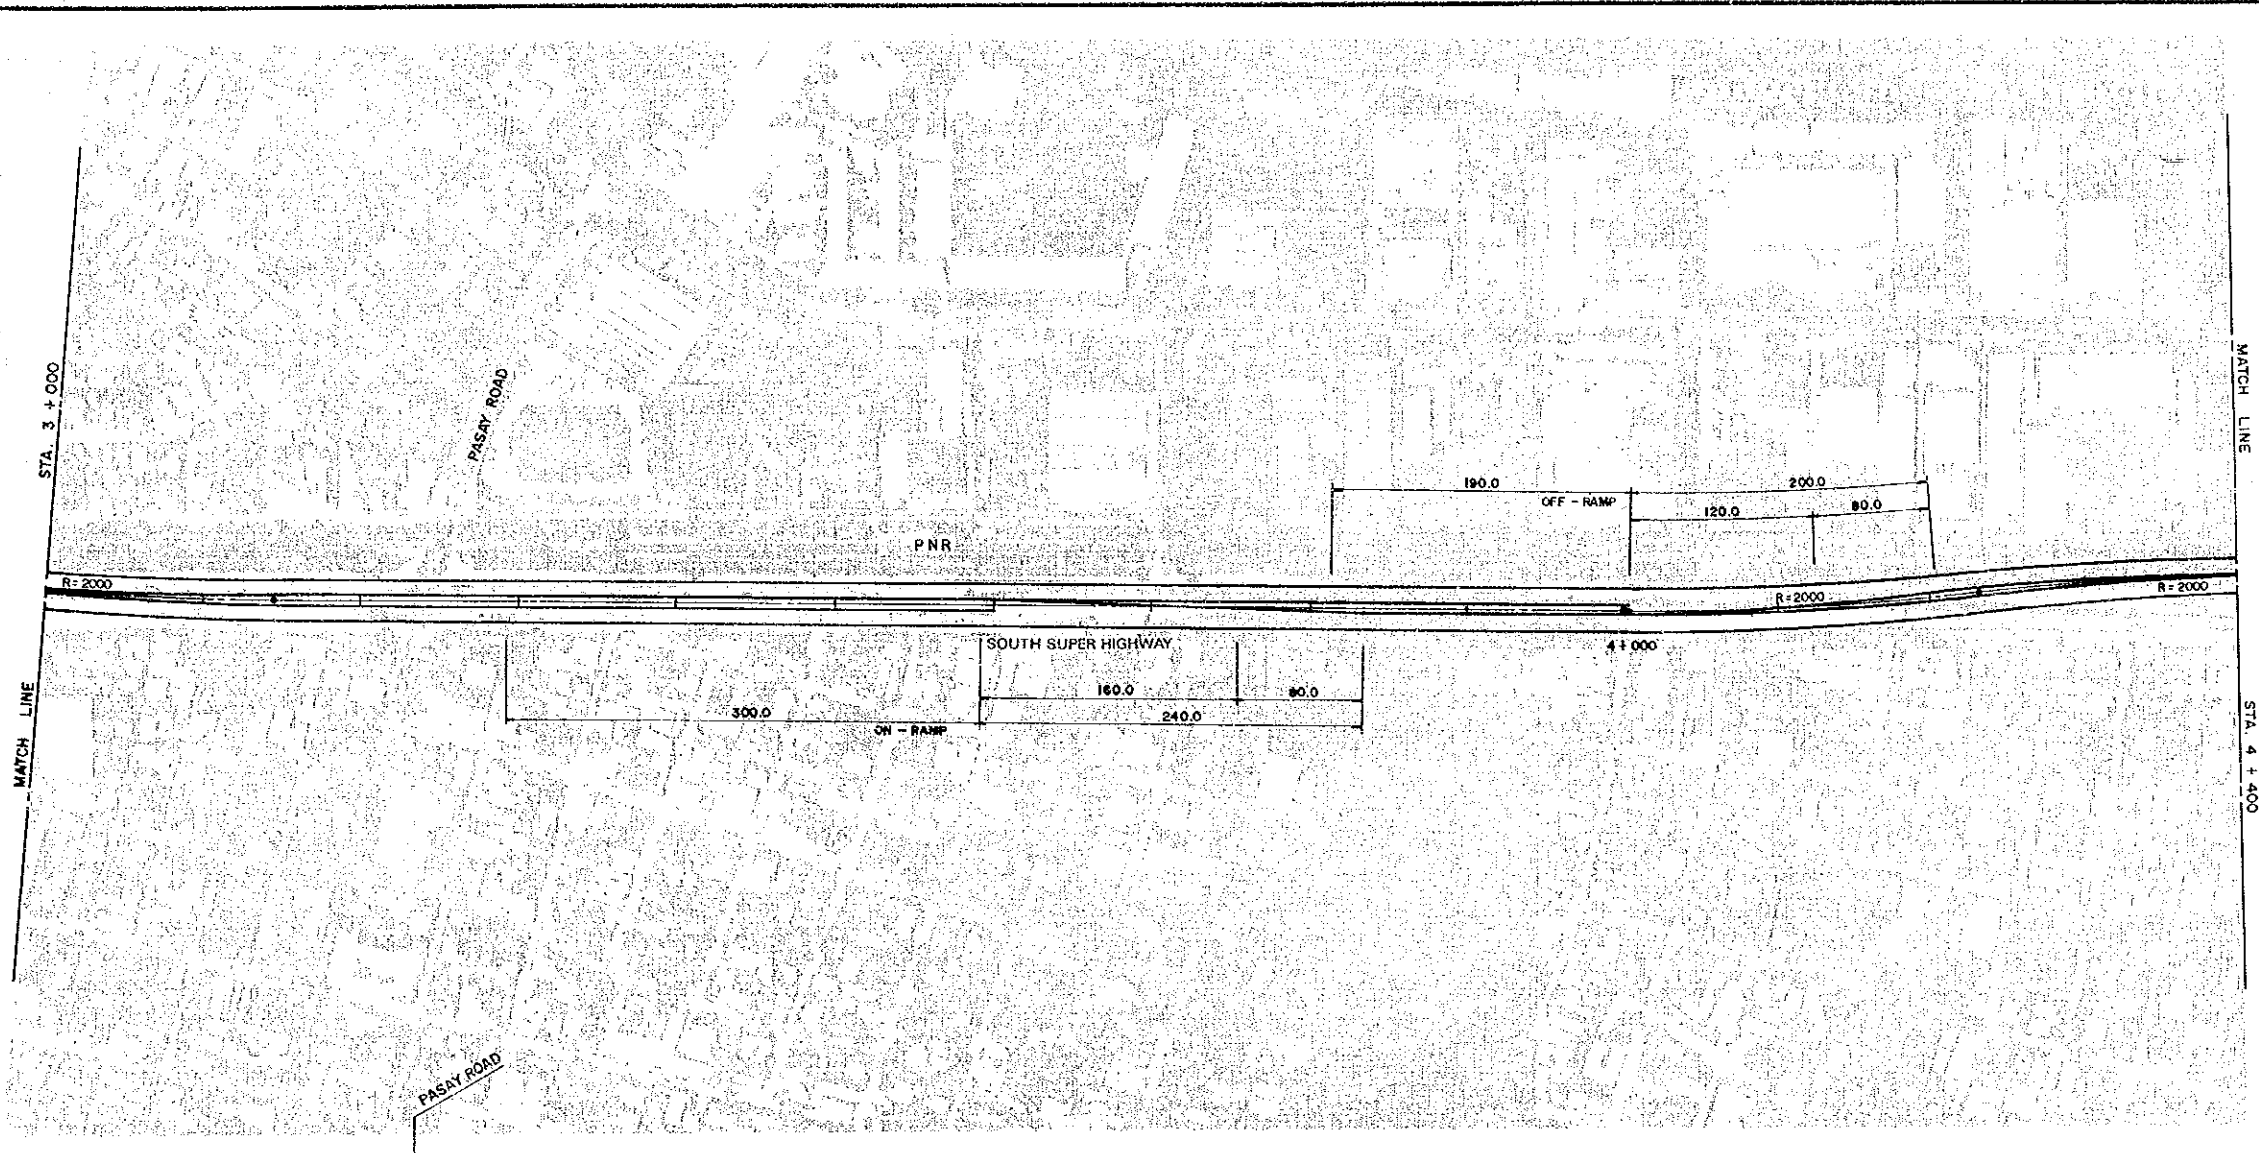 STA. 3 + 000
MATCH LINE
PASAY ROAD
PNR
190.0
200.0
OFF - RAMP
120.0
80.0
R = 2000
R = 2000
R = 2000
SOUTH SUPER HIGHWAY
4 + 000
160.0
80.0
300.0
240.0
ON - RAMP
PASAY ROAD
MATCH LINE
STA 4 + 400